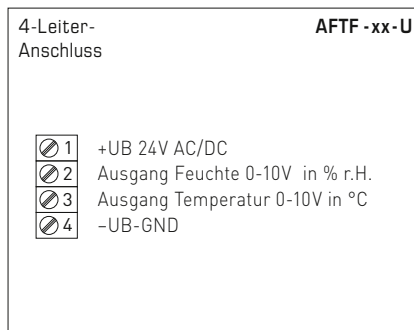 4-Leiter- AFTF-xx-U
Anschluss
1 +UB 24V AC/DC
2 Ausgang Feuchte 0-10V in % r.H.
3 Ausgang Temperatur 0-10V in °C
4 –UB-GND